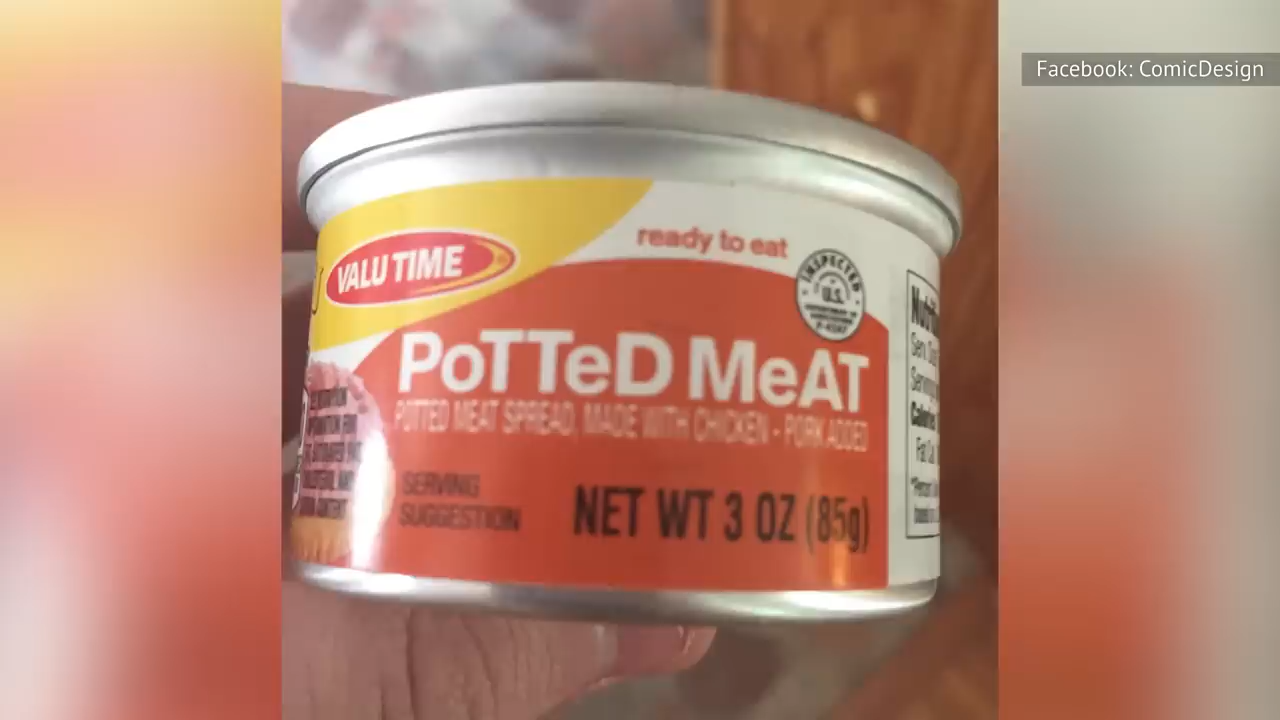 Facebook: ComicDesign
VALU TIME
ready to eat
INSPECTED
U.S.
PoTTeD MeAT
POTTED MEAT SPREAD, MADE WITH CHICKEN - PORK ADDED
SERVING
SUGGESTION
NET WT 3 OZ (85g)